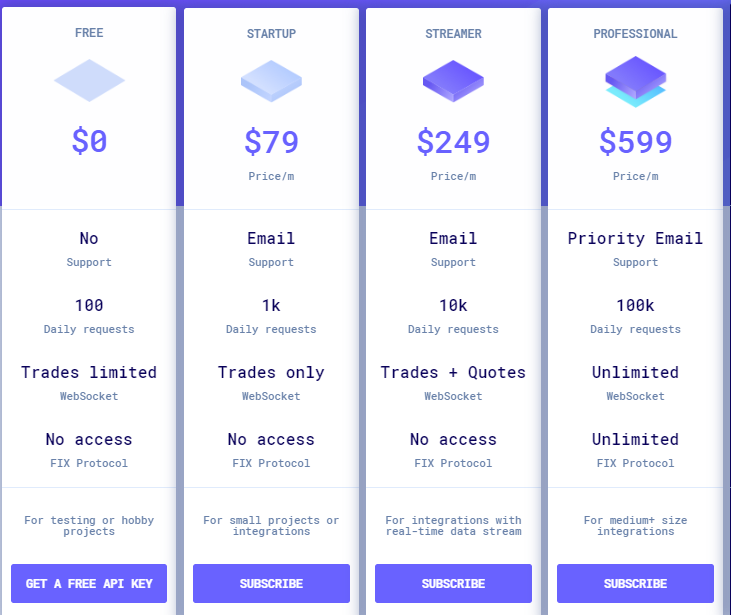 FREE
$0
No
Support
100
Daily requests
Trades limited
WebSocket
No access
FIX Protocol
For testing or hobby
projects
GET A FREE API KEY
STARTUP
$79
Price/m
Email
Support
1k
Daily requests
Trades only
WebSocket
No access
FIX Protocol
For small projects or
integrations
SUBSCRIBE
STREAMER
$249
Price/m
Email
Support
10k
Daily requests
Trades + Quotes
WebSocket
No access
FIX Protocol
For integrations with
real-time data stream
SUBSCRIBE
PROFESSIONAL
$599
Price/m
Priority Email
Support
100k
Daily requests
Unlimited
WebSocket
Unlimited
FIX Protocol
For medium+ size
integrations
SUBSCRIBE